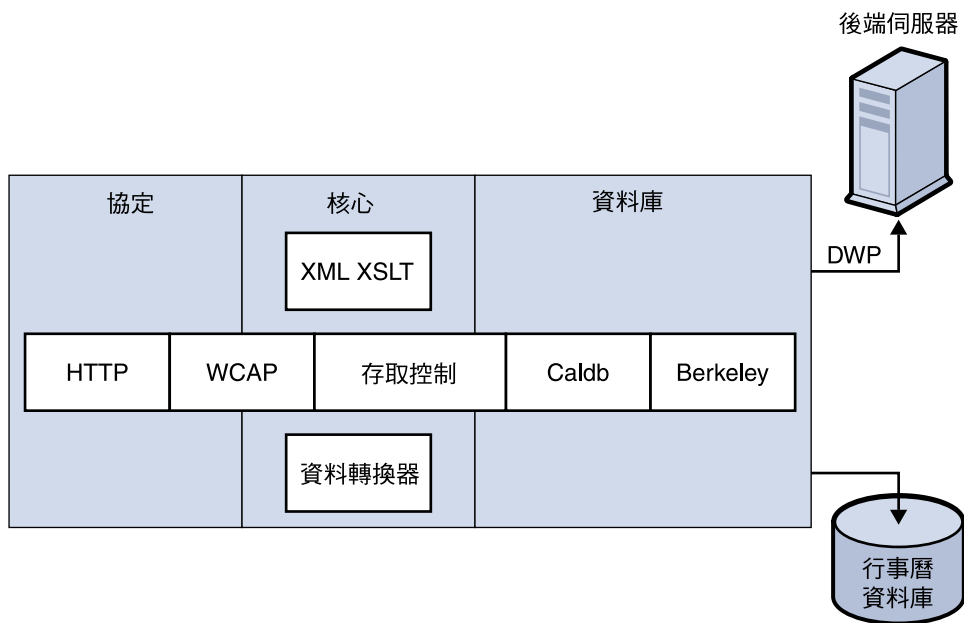 後端伺服器
協定
核心
資料庫
XML XSLT
DWP
HTTP
WCAP
存取控制
Caldb
Berkeley
資料轉換器
行事曆
資料庫